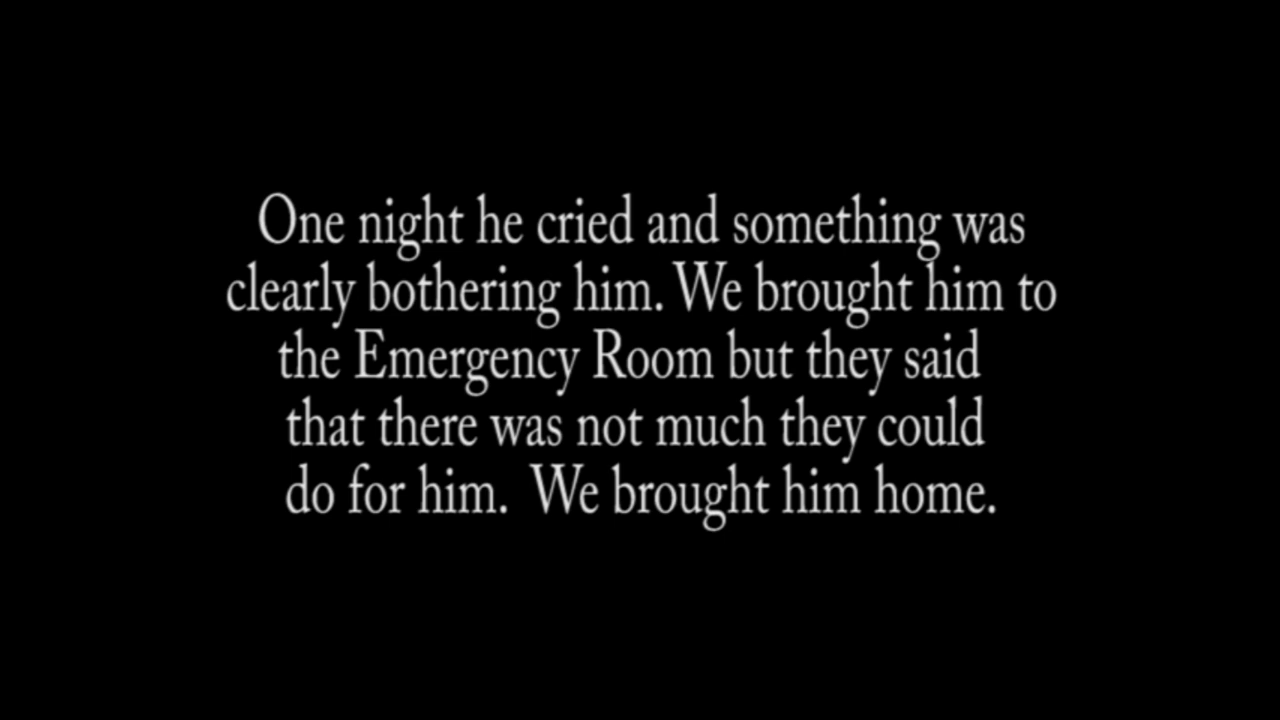 One night he cried and something was
clearly bothering him. We brought him to
the Emergency Room but they said
that there was not much they could
do for him.  We brought him home.